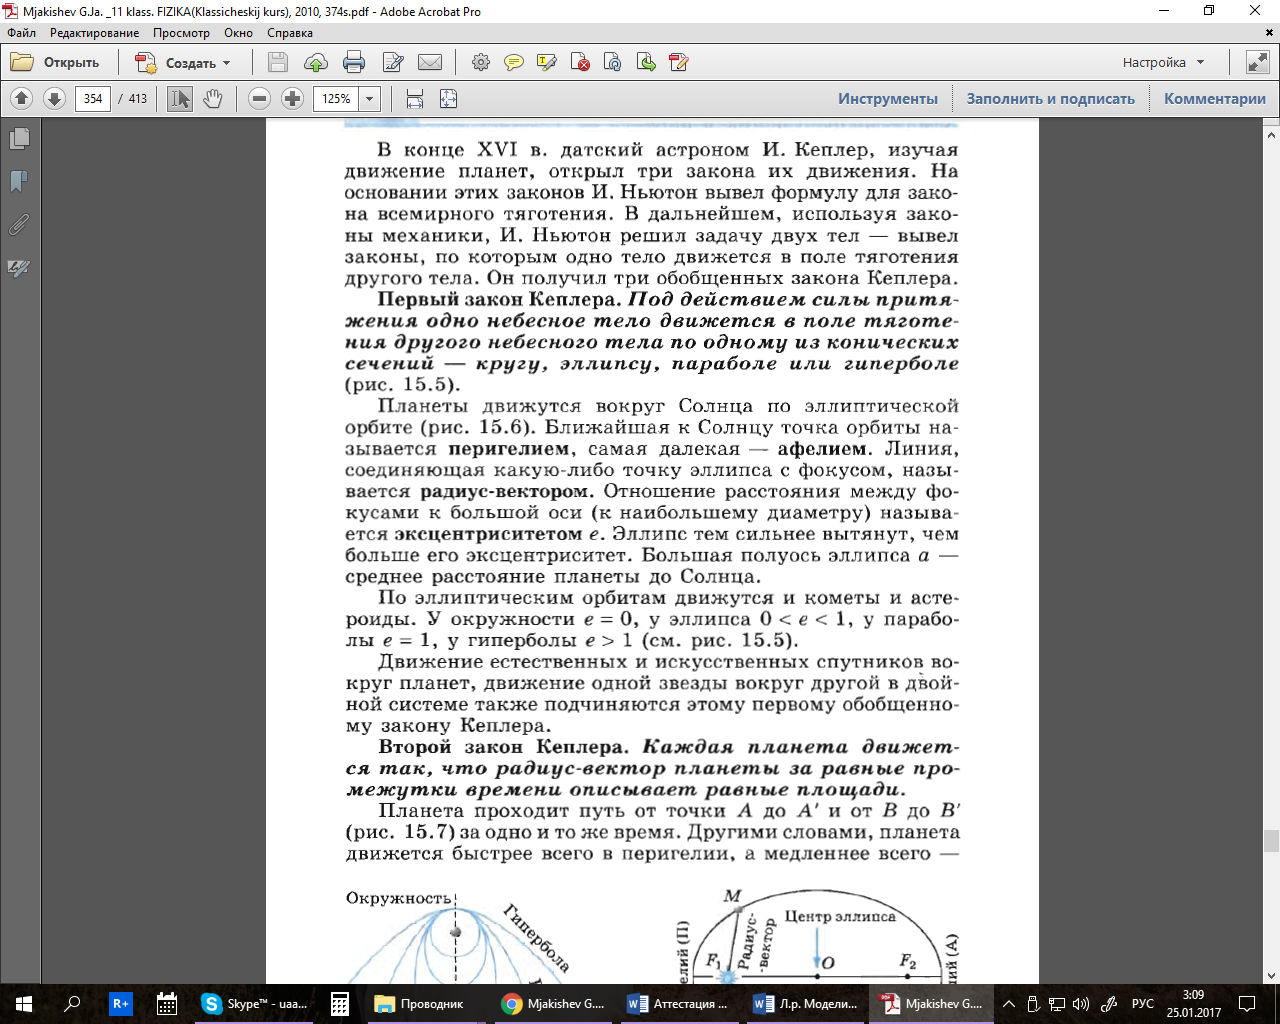 Mjakishev G.Ja. _11 klass. FIZIKA(Klassicheskij kurs), 2010, 374s.pdf - Adobe Acrobat Pro
Файл Редактирование Просмотр Окно Справка
Открыть Создать Настройка
354 / 413 125% Инструменты Заполнить и подписать Комментарии
В конце XVI в. датский астроном И. Кеплер, изучая
движение планет, открыл три закона их движения. На
основании этих законов И. Ньютон вывел формулу для зако-
на всемирного тяготения. В дальнейшем, используя зако-
ны механики, И. Ньютон решил задачу двух тел — вывел
законы, по которым одно тело движется в поле тяготения
другого тела. Он получил три обобщенных закона Кеплера.
Первый закон Кеплера. Под действием силы притя-
жения одно небесное тело движется в поле тяготе-
ния другого небесного тела по одному из конических
сечений — кругу, эллипсу, параболе или гиперболе
(рис. 15.5).
Планеты движутся вокруг Солнца по эллиптической
орбите (рис. 15.6). Ближайшая к Солнцу точка орбиты на-
зывается перигелием, самая далекая — афелием. Линия,
соединяющая какую-либо точку эллипса с фокусом, назы-
вается радиус-вектором. Отношение расстояния между фо-
кусами к большой оси (к наибольшему диаметру) называ-
ется эксцентриситетом e. Эллипс тем сильнее вытянут, чем
больше его эксцентриситет. Большая полуось эллипса a —
среднее расстояние планеты до Солнца.
По эллиптическим орбитам движутся и кометы и асте-
роиды. У окружности e = 0, у эллипса 0 < e < 1, у парабо-
лы e = 1, у гиперболы e > 1 (см. рис. 15.5).
Движение естественных и искусственных спутников во-
круг планет, движение одной звезды вокруг другой в двой-
ной системе также подчиняются этому первому обобщенно-
му закону Кеплера.
Второй закон Кеплера. Каждая планета движет-
ся так, что радиус-вектор планеты за равные про-
межутки времени описывает равные площади.
Планета проходит путь от точки A до A′ и от B до B′
(рис. 15.7) за одно и то же время. Другими словами, планета
движется быстрее всего в перигелии, а медленнее всего —
Окружность
Гипербола
M
Радиус-
-вектор
Центр эллипса
елий (П)
F₁
O
F₂
лий (А)
R+
Skype™ - uaa...
Проводник
Mjakishev G....
Аттестация ...
Л.р. Модели...
Mjakishev G....
РУС
3:09
25.01.2017